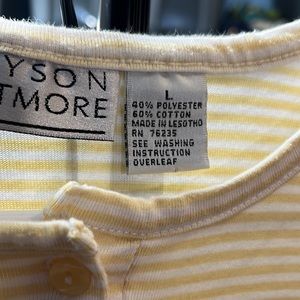 YSON
TMORE
L
40% POLYESTER
60% COTTON
MADE IN LESOTHO
RN 76235
SEE WASHING
INSTRUCTION
OVERLEAF